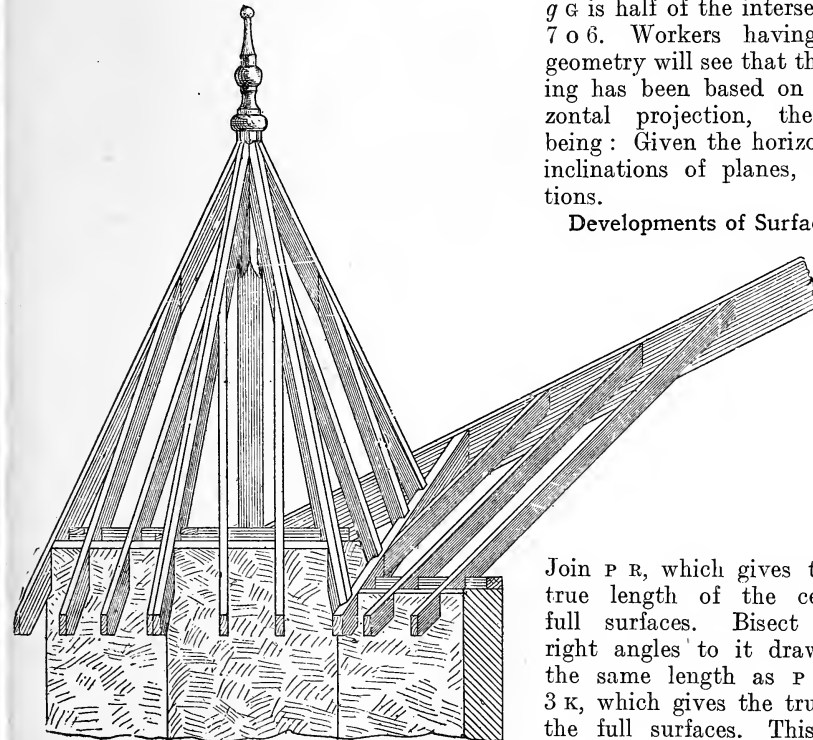 g G is half of the interse
7 o 6. Workers having
geometry will see that th
ing has been based on
zontal projection, the
being : Given the horizo
inclinations of planes,
tions.
Developments of Surfa
Join P R, which gives t
true length of the ce
full surfaces. Bisect
right angles to it draw
the same length as P
3 K, which gives the tru
the full surfaces. This